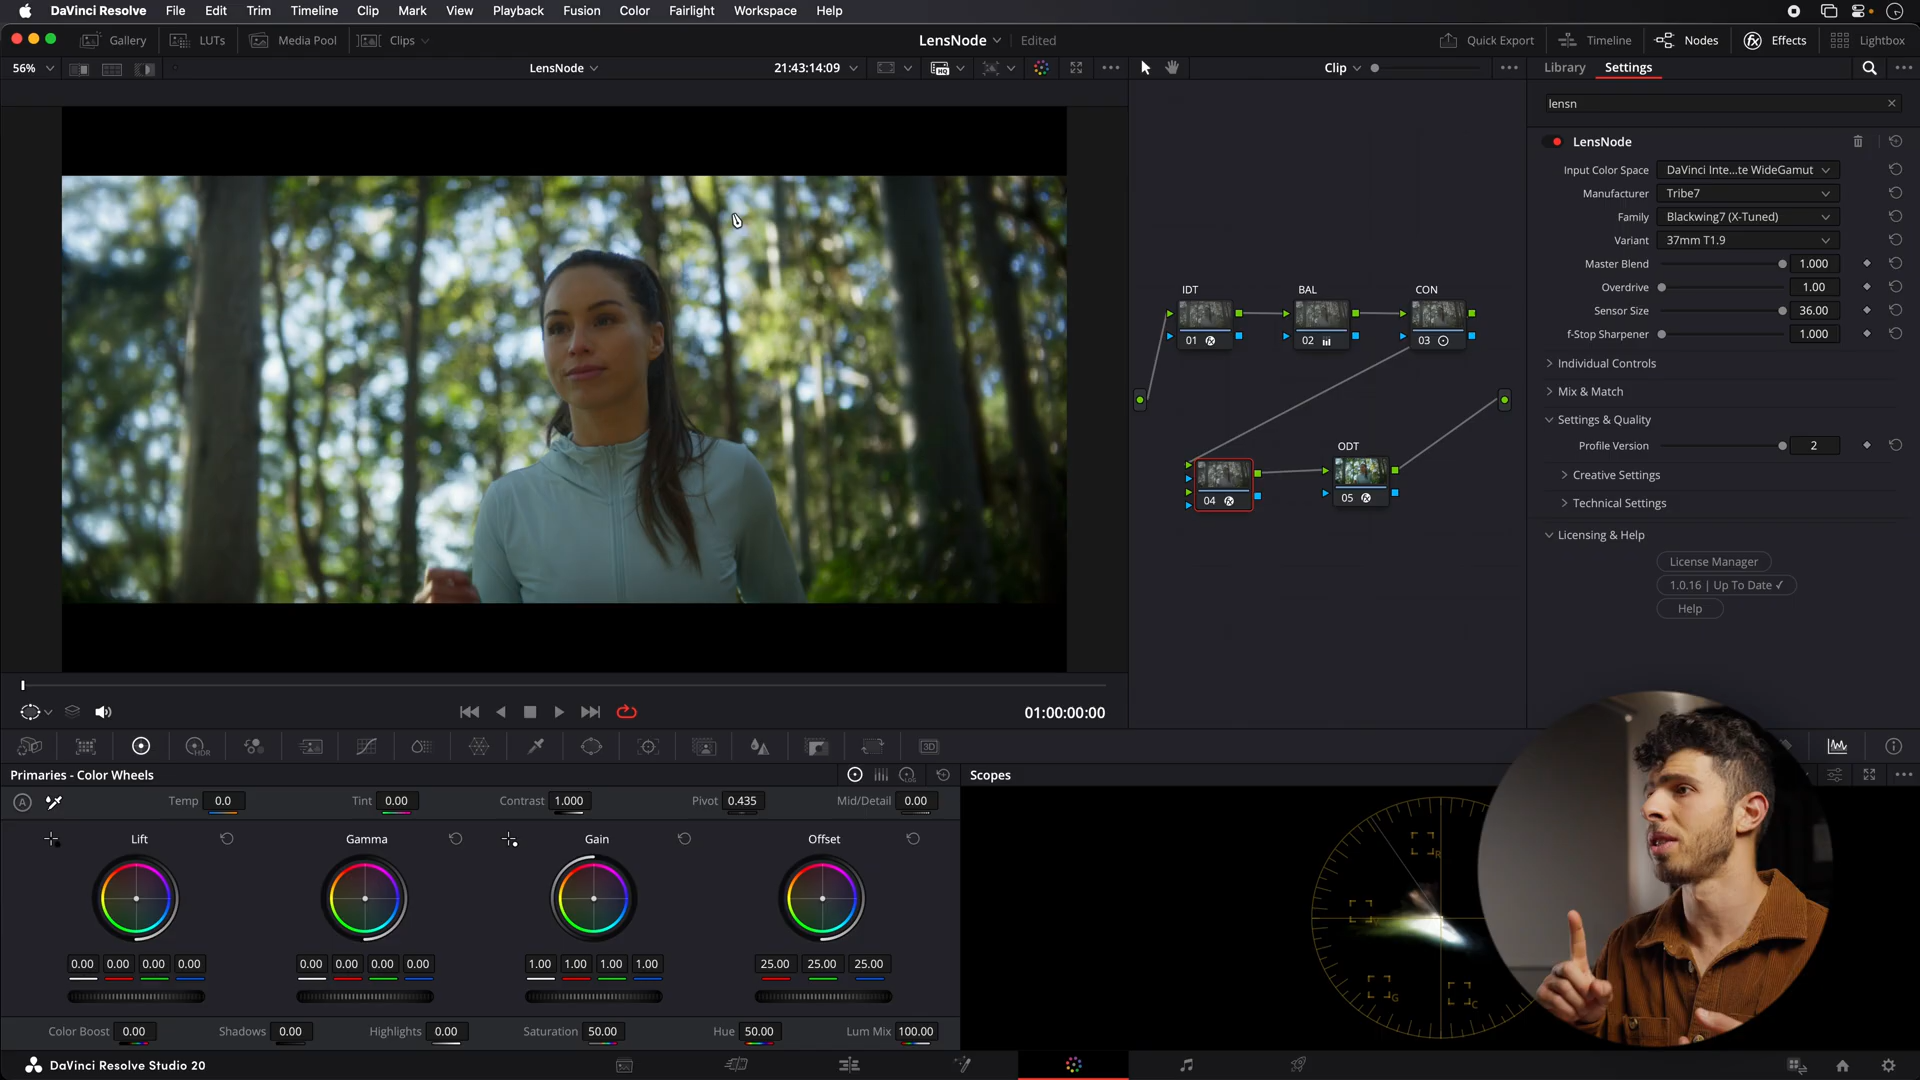 DaVinci Resolve File Edit Trim Timeline Clip Mark View Playback Fusion Color Fairlight Workspace Help
Gallery LUTs Media Pool Clips LensNode Edited Quick Export Timeline Nodes Effects Lightbox
56% LensNode 21:43:14:09 Clip Library Settings
lensn
LensNode
Input Color Space DaVinci Inte...te WideGamut
Manufacturer Tribe7
Family Blackwing7 (X-Tuned)
Variant 37mm T1.9
Master Blend 1.000
Overdrive 1.00
Sensor Size 36.00
f-Stop Sharpener 1.000
Individual Controls
Mix & Match
Settings & Quality
Profile Version 2
Creative Settings
Technical Settings
Licensing & Help
License Manager
1.0.16 | Up To Date ✓
Help
IDT BAL CON
01 02 03
ODT
04 05
01:00:00:00
HDR
3D
Primaries - Color Wheels
LOG
Scopes
A Temp 0.0 Tint 0.00 Contrast 1.000 Pivot 0.435 Mid/Detail 0.00
Lift Gamma Gain Offset
R
G
C
0.00 0.00 0.00 0.00 0.00 0.00 0.00 0.00 1.00 1.00 1.00 1.00 25.00 25.00 25.00
Color Boost 0.00 Shadows 0.00 Highlights 0.00 Saturation 50.00 Hue 50.00 Lum Mix 100.00
DaVinci Resolve Studio 20